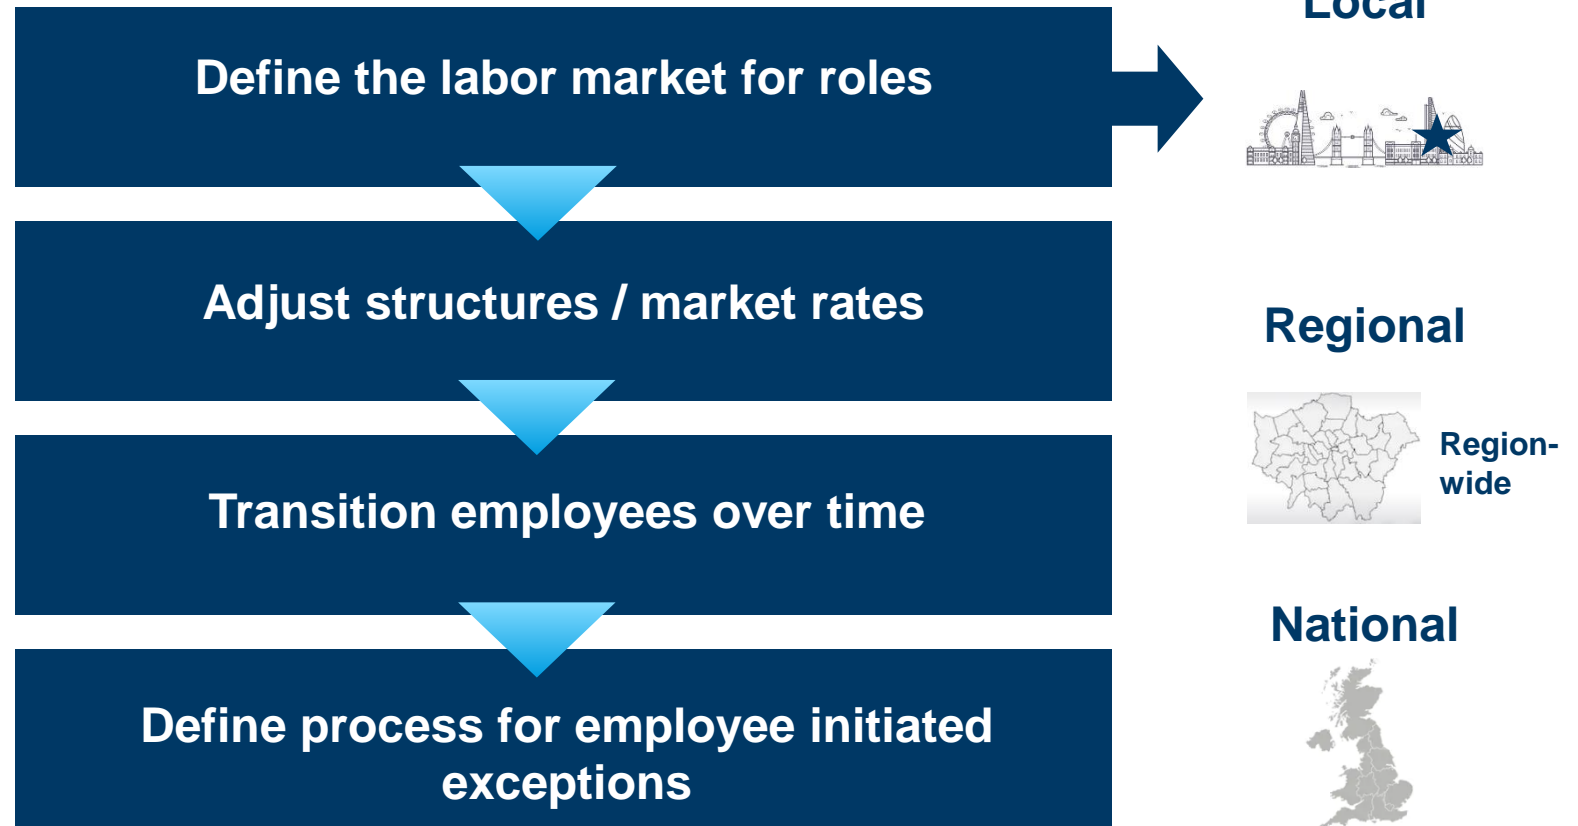 Local
Define the labor market for roles
Adjust structures / market rates
Regional
Region-
wide
Transition employees over time
National
Define process for employee initiated
exceptions